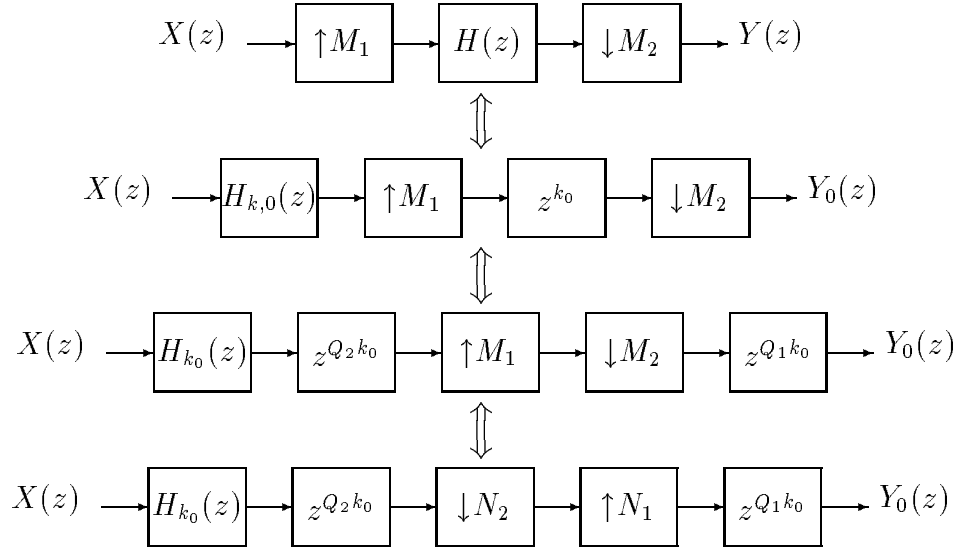 X(z) ↑M₁ H(z) ↓M₂ Y(z)
X(z) H_{k,0}(z) ↑M₁ z^{k₀} ↓M₂ Y₀(z)
X(z) H_{k₀}(z) z^{Q₂k₀} ↑M₁ ↓M₂ z^{Q₁k₀} Y₀(z)
X(z) H_{k₀}(z) z^{Q₂k₀} ↓N₂ ↑N₁ z^{Q₁k₀} Y₀(z)